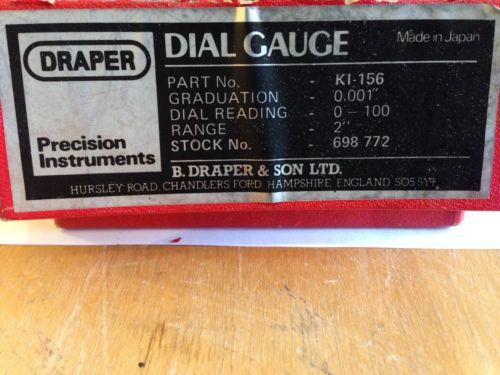 DRAPER
Precision
Instruments
DIAL GAUGE
Made in Japan
PART No. - KI-156
GRADUATION - 0.001"
DIAL READING - 0-100
RANGE - 2"
STOCK No. - 698 772
B. DRAPER & SON LTD.
HURSLEY ROAD, CHANDLERS FORD HAMPSHIRE ENGLAND SO5 5YF